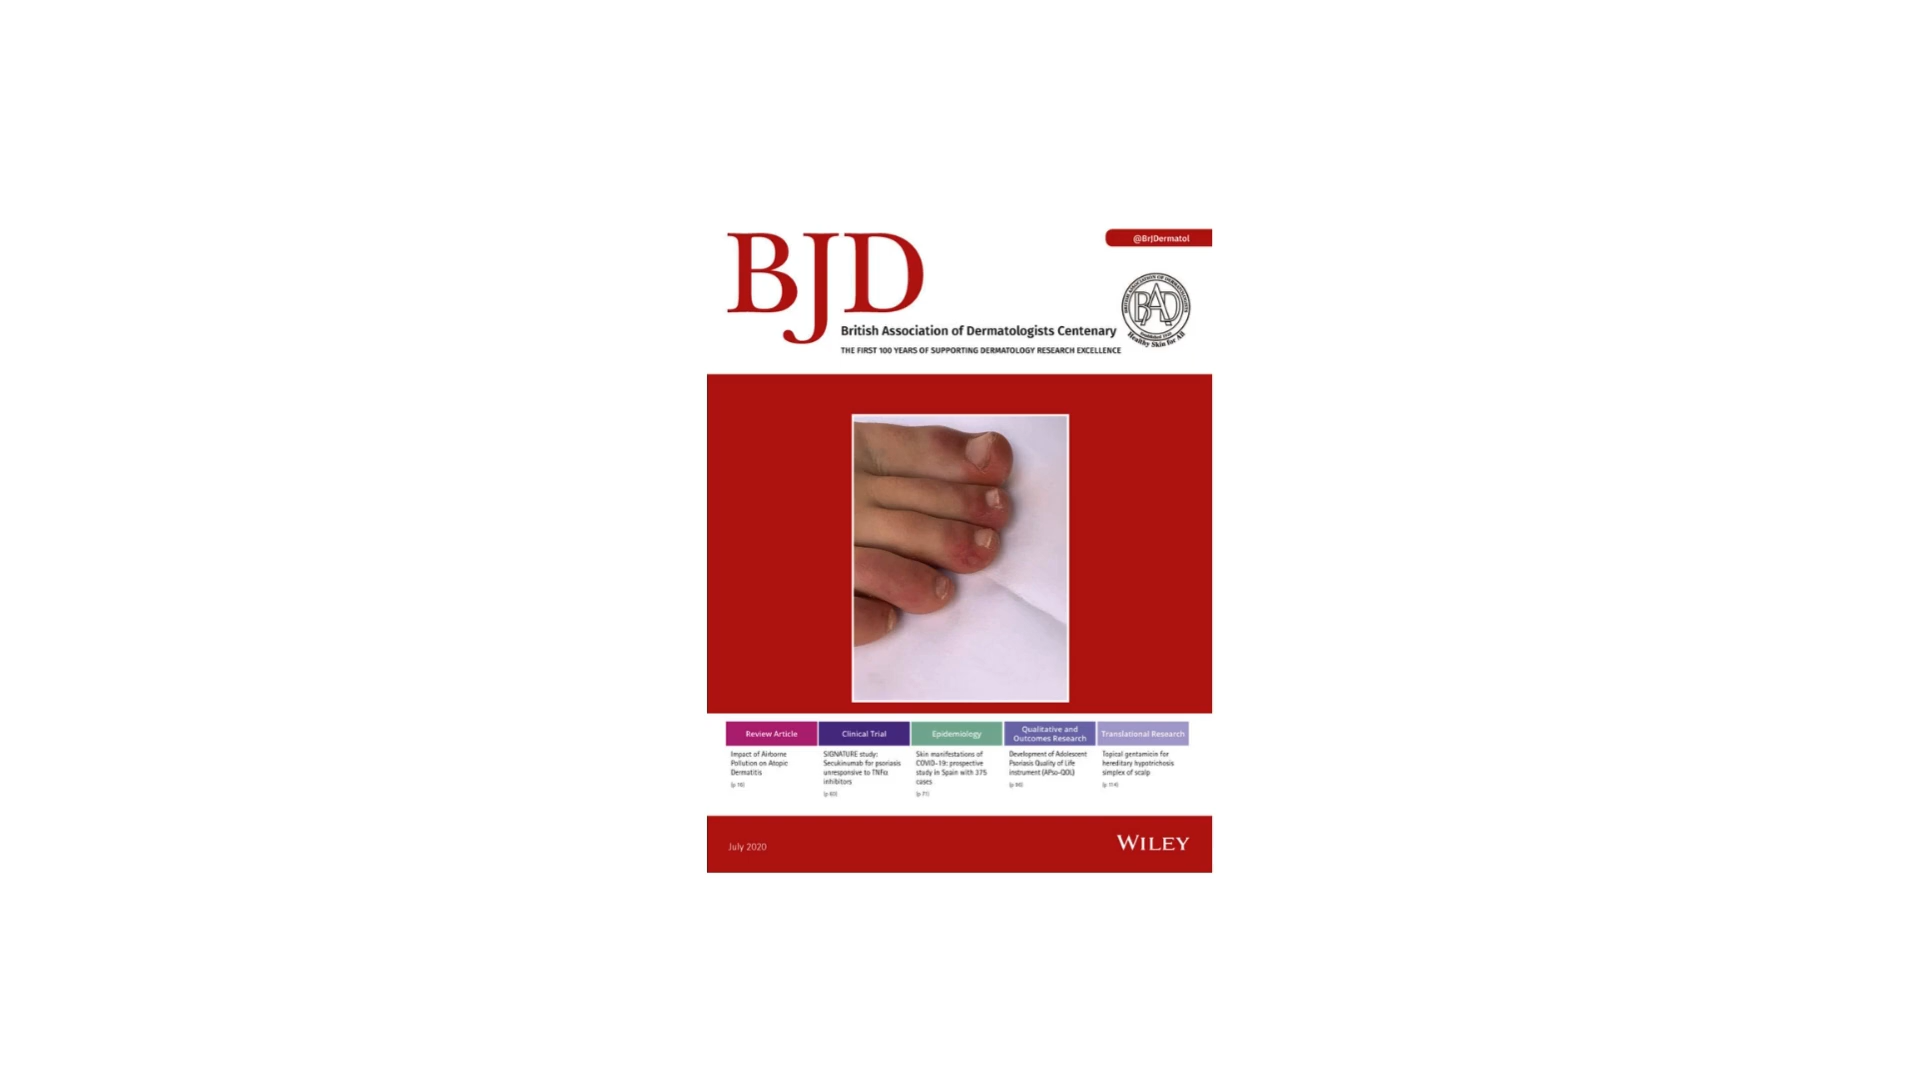 BJD
@BrJDermatol
BRITISH ASSOCIATION OF DERMATOLOGISTS
BAD
Healthy Skin for All
British Association of Dermatologists Centenary
THE FIRST 100 YEARS OF SUPPORTING DERMATOLOGY RESEARCH EXCELLENCE
Review Article
Impact of Airborne
Pollution on Atopic
Dermatitis
Clinical Trial
SIGNATURE study:
Secukinumab for psoriasis
unresponsive to TNFα
inhibitors
Epidemiology
Skin manifestations of
COVID-19: prospective
study in Spain with 375
cases
Qualitative and
Outcomes Research
Development of Adolescent
Psoriasis Quality of Life
instrument (APso-QOL)
Translational Research
Topical gentamicin for
hereditary hypotrichosis
simplex of scalp
July 2020
WILEY